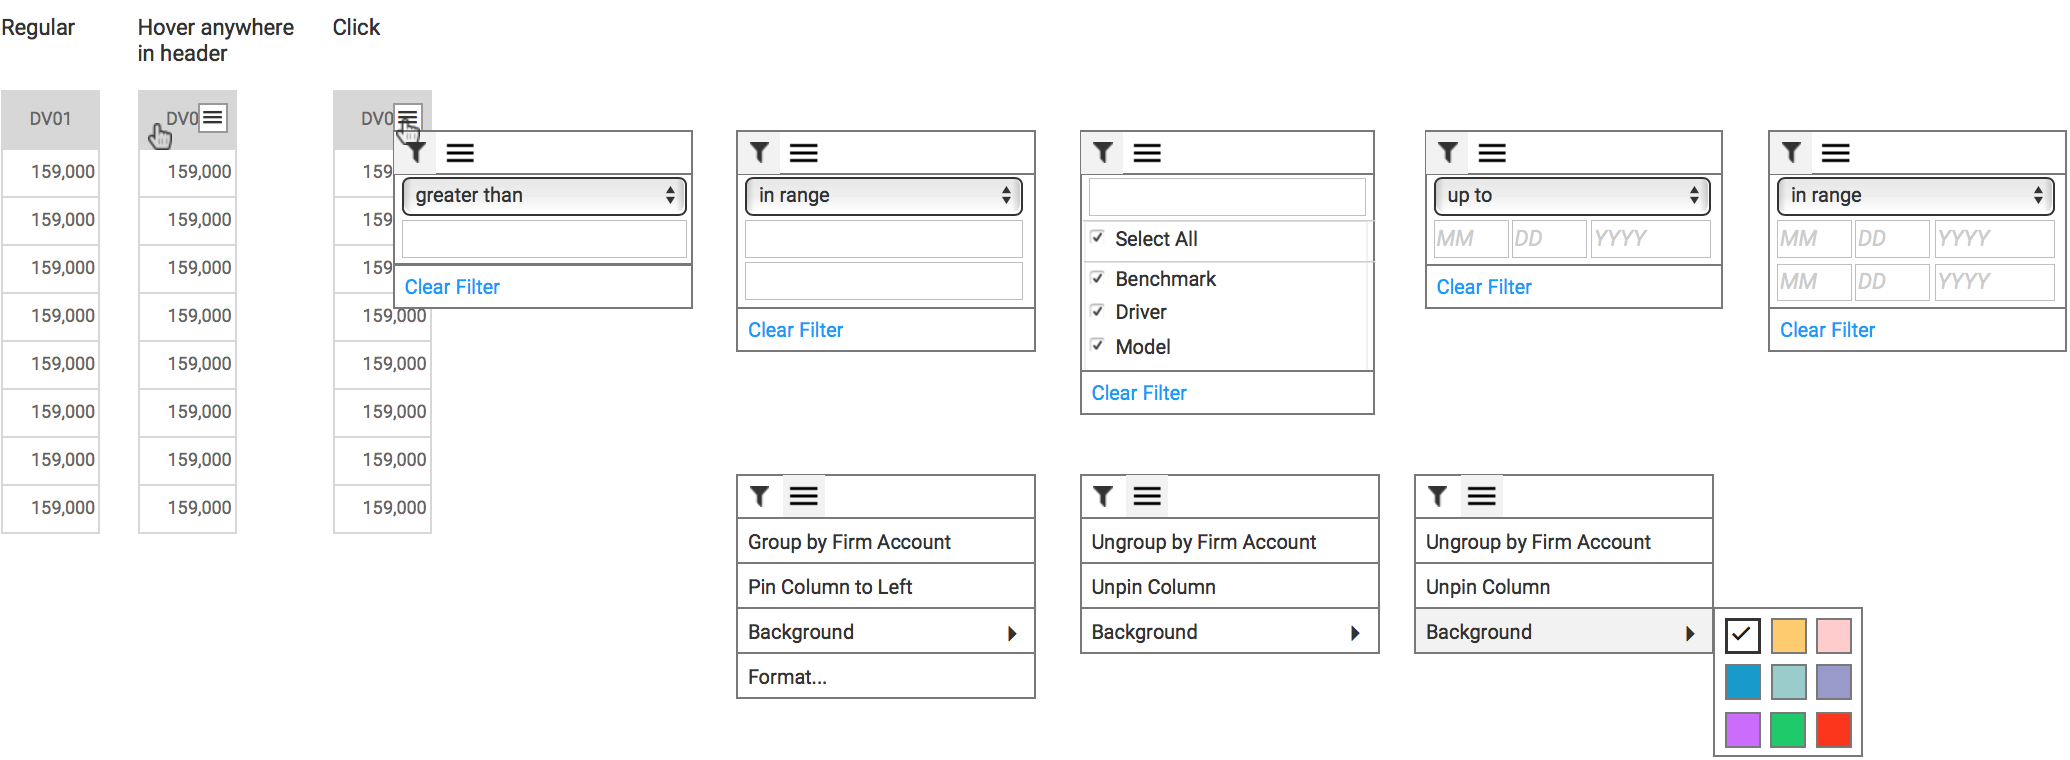 Regular
Hover anywhere
in header
Click
DV01
159,000
159,000
159,000
159,000
159,000
159,000
159,000
159,000
DV0
159,000
159,000
159,000
159,000
159,000
159,000
159,000
159,000
DV0
159
159
159
159,000
159,000
159,000
159,000
159,000
greater than
Clear Filter
in range
Clear Filter
Select All
Benchmark
Driver
Model
Clear Filter
up to
MM DD YYYY
Clear Filter
in range
MM DD YYYY
MM DD YYYY
Clear Filter
Group by Firm Account
Pin Column to Left
Background
Format...
Ungroup by Firm Account
Unpin Column
Background
Ungroup by Firm Account
Unpin Column
Background